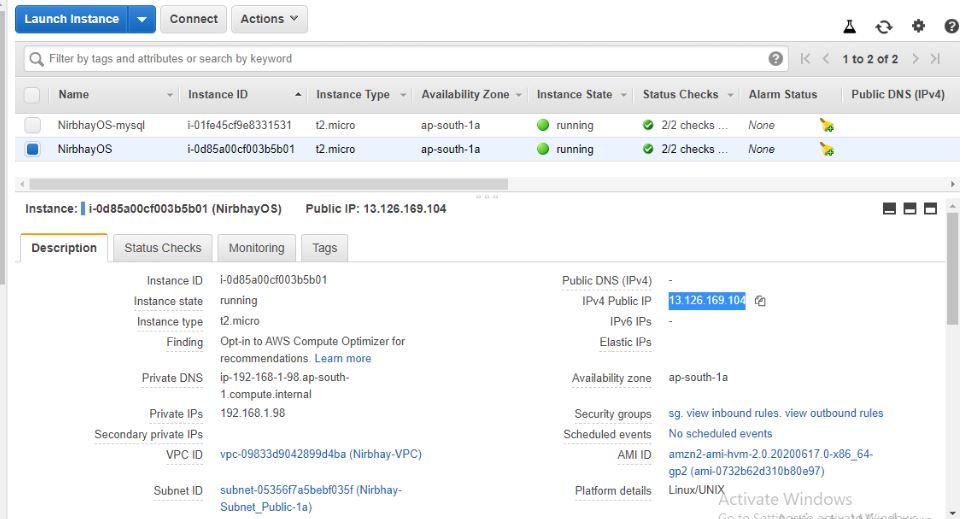 Launch Instance Connect Actions
Filter by tags and attributes or search by keyword 1 to 2 of 2
Name Instance ID Instance Type Availability Zone Instance State Status Checks Alarm Status Public DNS (IPv4)
NirbhayOS-mysql i-01fe45cf9e8331531 t2.micro ap-south-1a running 2/2 checks ... None
NirbhayOS i-0d85a00cf003b5b01 t2.micro ap-south-1a running 2/2 checks ... None
Instance: i-0d85a00cf003b5b01 (NirbhayOS) Public IP: 13.126.169.104
Description Status Checks Monitoring Tags
Instance ID i-0d85a00cf003b5b01 Public DNS (IPv4) -
Instance state running IPv4 Public IP 13.126.169.104
Instance type t2.micro IPv6 IPs -
Finding Opt-in to AWS Compute Optimizer for Elastic IPs
recommendations. Learn more
Private DNS ip-192-168-1-98.ap-south- Availability zone ap-south-1a
1.compute.internal
Private IPs 192.168.1.98 Security groups sg. view inbound rules. view outbound rules
Secondary private IPs Scheduled events No scheduled events
VPC ID vpc-09833d9042899d4ba (Nirbhay-VPC) AMI ID amzn2-ami-hvm-2.0.20200617.0-x86_64-
gp2 (ami-0732b62d310b80e97)
Subnet ID subnet-05356f7a5bebf035f (Nirbhay- Platform details Linux/UNIX
Subnet_Public-1a)
Activate Windows